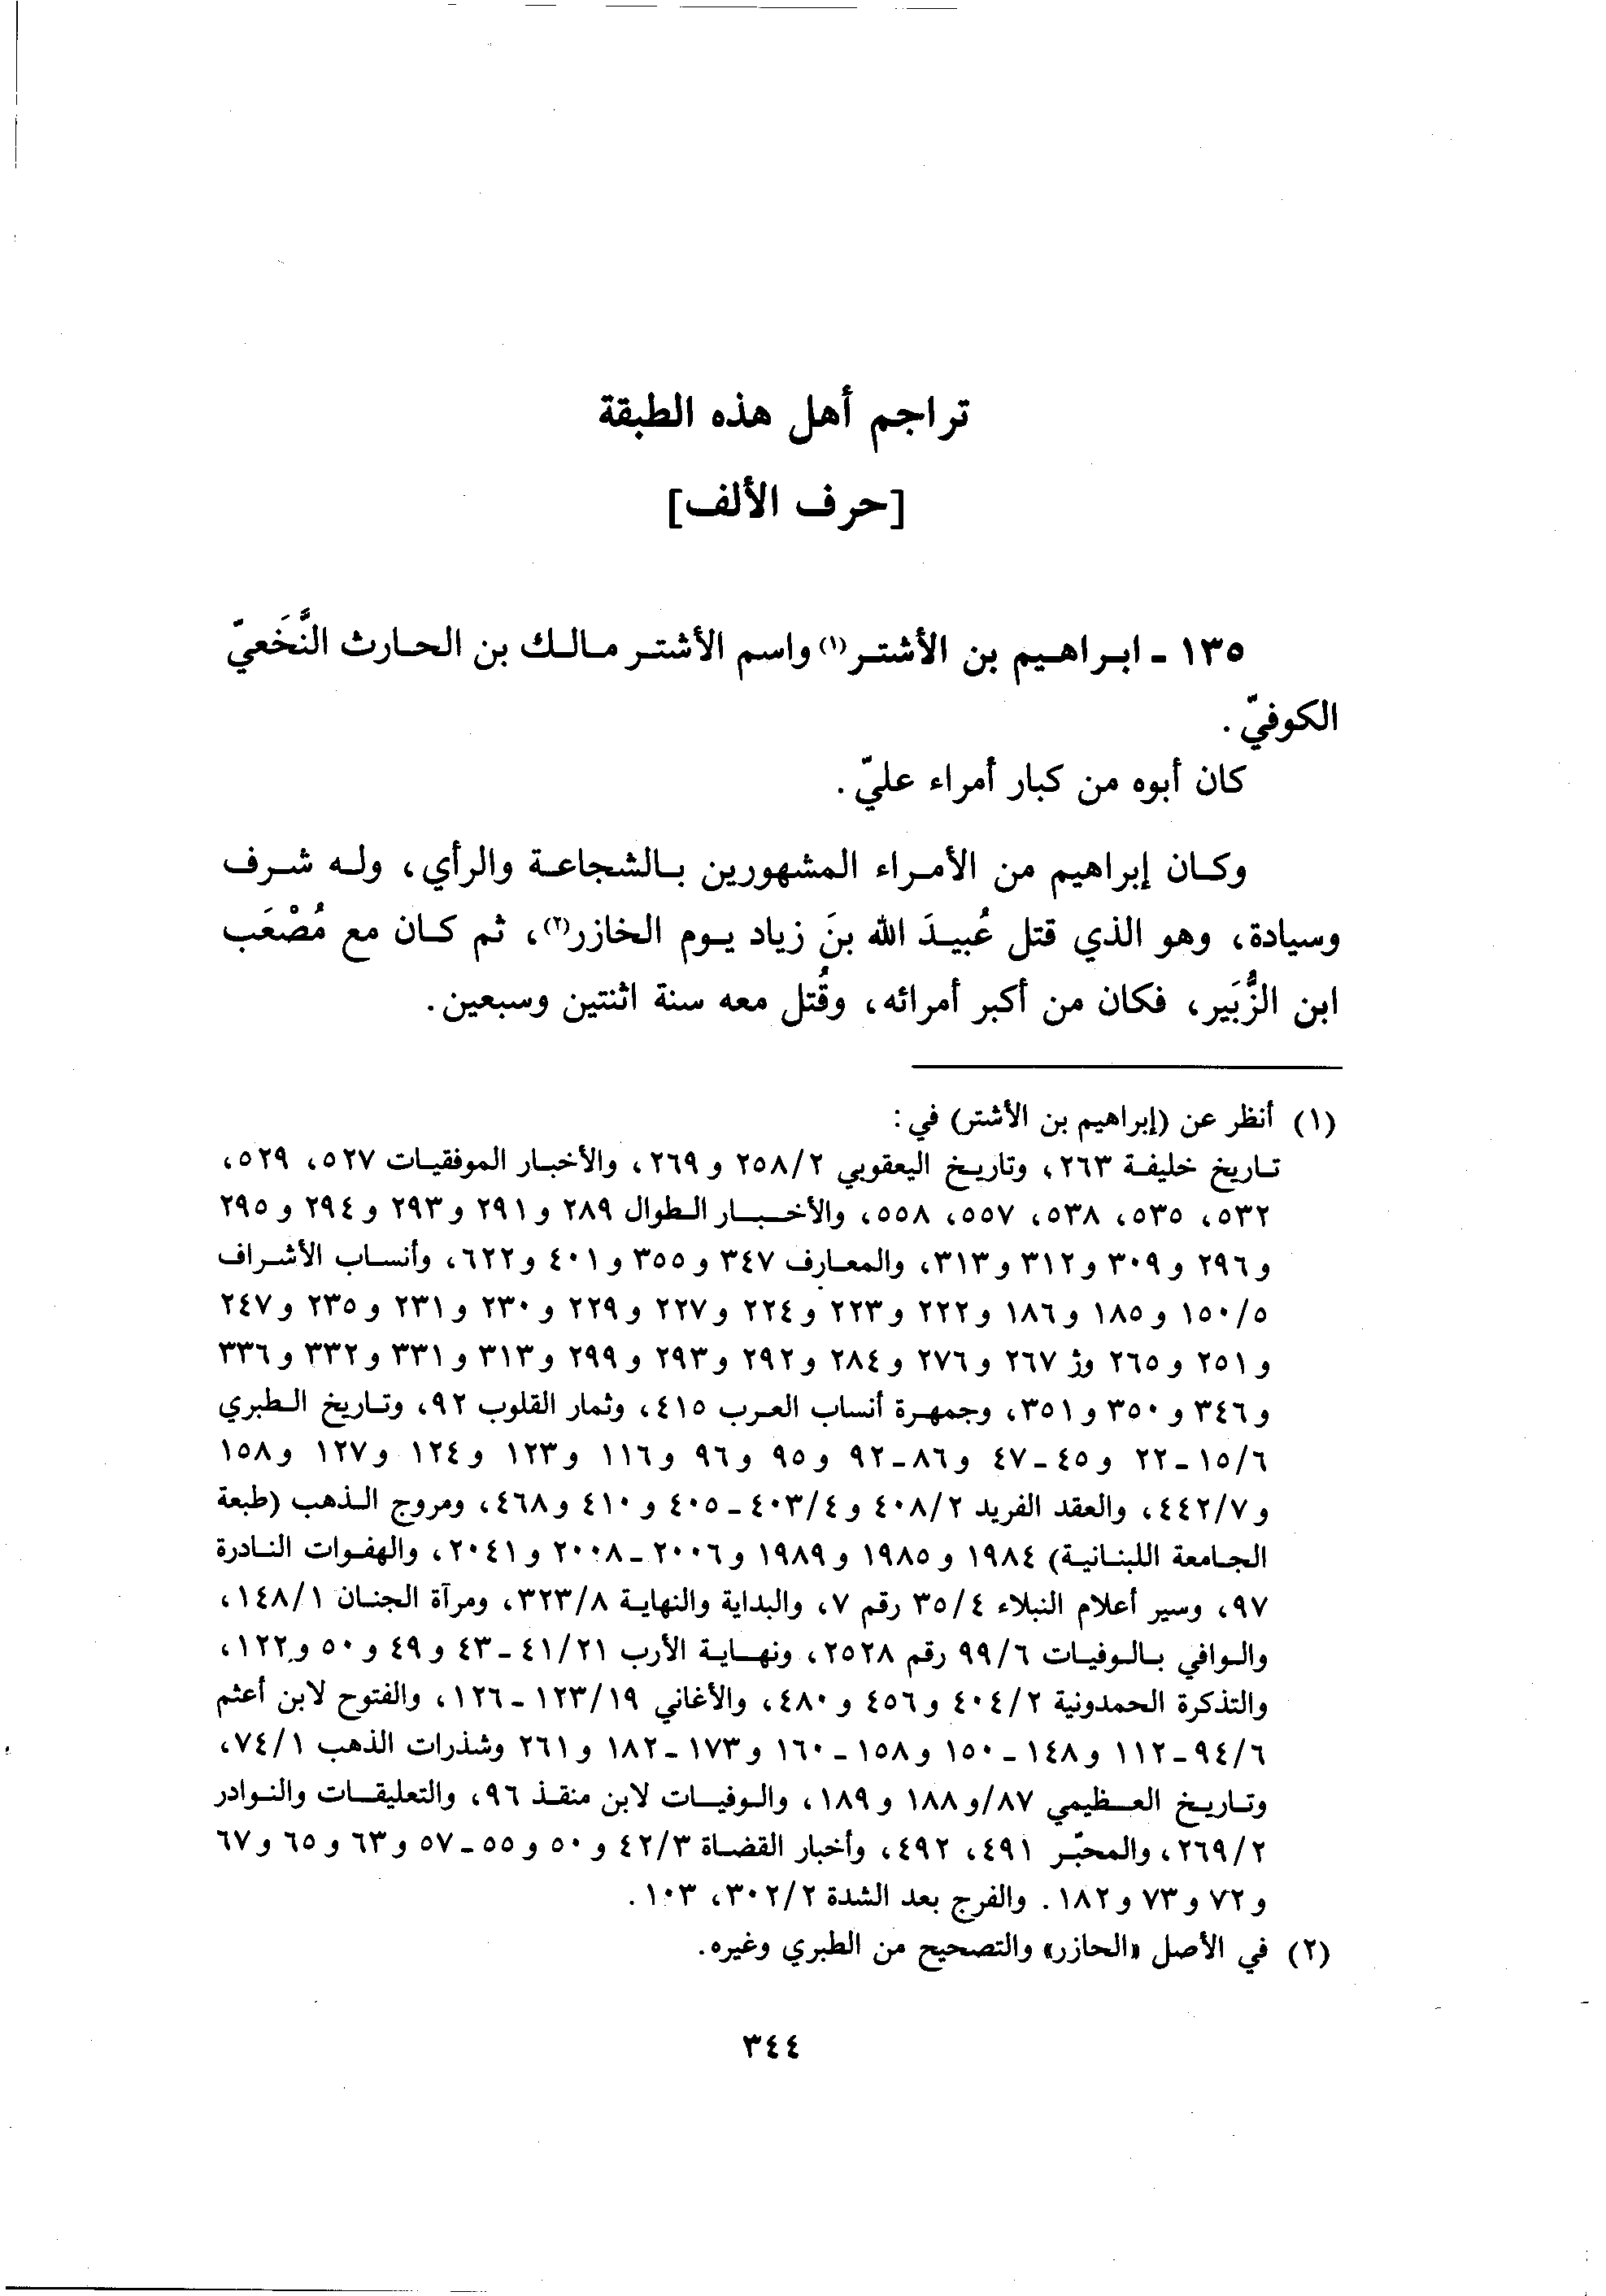 تراجم أهل هذه الطبقة
[حرف الألف]
١٣٥ - ابراهيم بن الأشتر(١) واسم الأشتر مالك بن الحارث النَّخَعيّ
الكوفيّ.
كان أبوه من كبار أمراء عليّ.
وكان إبراهيم من الأمراء المشهورين بالشجاعة والرأي، وله شرف
وسيادة، وهو الذي قتل عُبيدَ الله بنَ زياد يوم الخازر(٢)، ثم كان مع مُصْعَب
ابن الزُّبَير، فكان من أكبر أمرائه، وقُتل معه سنة اثنتين وسبعين.
(١) أنظر عن (إبراهيم بن الأشتر) في:
تاريخ خليفة ٢٦٣، وتاريخ اليعقوبي ٢٥٨/٢ و ٢٦٩، والأخبار الموفقيات ٥٢٧، ٥٢٩،
٥٣٢، ٥٣٥، ٥٣٨، ٥٥٧، ٥٥٨، والأخبار الطوال ٢٨٩ و ٢٩١ و ٢٩٣ و ٢٩٤ و ٢٩٥
و ٢٩٦ و ٣٠٩ و ٣١٢ و ٣١٣، والمعارف ٣٤٧ و ٣٥٥ و ٤٠١ و ٦٢٢، وأنساب الأشراف
١٥٠/٥ و ١٨٥ و ١٨٦ و ٢٢٢ و ٢٢٣ و ٢٢٤ و ٢٢٧ و ٢٢٩ و ٢٣٠ و ٢٣١ و ٢٣٥ و ٢٤٧
و ٢٥١ و ٢٦٥ وژ ٢٦٧ و ٢٧٦ و ٢٨٤ و ٢٩٢ و ٢٩٣ و ٢٩٩ و ٣١٣ و ٣٣١ و ٣٣٢ و ٣٣٦
و ٣٤٦ و ٣٥٠ و ٣٥١، وجمهرة أنساب العرب ٤١٥، وثمار القلوب ٩٢، وتاريخ الطبري
١٥/٦ - ٢٢ و ٤٥ - ٤٧ و ٨٦ - ٩٢ و ٩٥ و ٩٦ و ١١٦ و ١٢٣ و ١٢٤ و ١٢٧ و ١٥٨
و ٤٤٢/٧، والعقد الفريد ٤٠٨/٢ و ٤٠٣/٤ - ٤٠٥ و ٤١٠ و ٤٦٨، ومروج الذهب (طبعة
الجامعة اللبنانية) ١٩٨٤ و ١٩٨٥ و ١٩٨٩ و ٢٠٠٦ - ٢٠٠٨ و ٢٠٤١، والهفوات النادرة
٩٧، وسير أعلام النبلاء ٣٥/٤ رقم ٧، والبداية والنهاية ٣٢٣/٨، ومرآة الجنان ١٤٨/١،
والوافي بالوفيات ٩٩/٦ رقم ٢٥٢٨، ونهاية الأرب ٤١/٢١ - ٤٣ و ٤٩ و ٥٠ و ١٢٢،
والتذكرة الحمدونية ٤٠٤/٢ و ٤٥٦ و ٤٨٠، والأغاني ١٢٣/١٩ - ١٢٦، والفتوح لابن أعثم
٩٤/٦ - ١١٢ و ١٤٨ - ١٥٠ و ١٥٨ - ١٦٠ و ١٧٣ - ١٨٢ و ٢٦١ وشذرات الذهب ٧٤/١،
وتاريخ العظيمي ٨٧/و ١٨٨ و ١٨٩، والوفيات لابن منقذ ٩٦، والتعليقات والنوادر
٢٦٩/٢، والمحبّر ٤٩١، ٤٩٢، وأخبار القضاة ٤٢/٣ و ٥٠ و ٥٥ - ٥٧ و ٦٣ و ٦٥ و ٦٧
و ٧٢ و ٧٣ و ١٨٢. والفرج بعد الشدة ٣٠٢/٢، ١٠٣.
(٢) في الأصل «الحازر» والتصحيح من الطبري وغيره.
٣٤٤